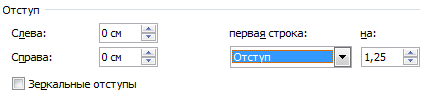 Отступ
Слева: 0 см первая строка: на:
Справа: 0 см Отступ 1,25
Зеркальные отступы